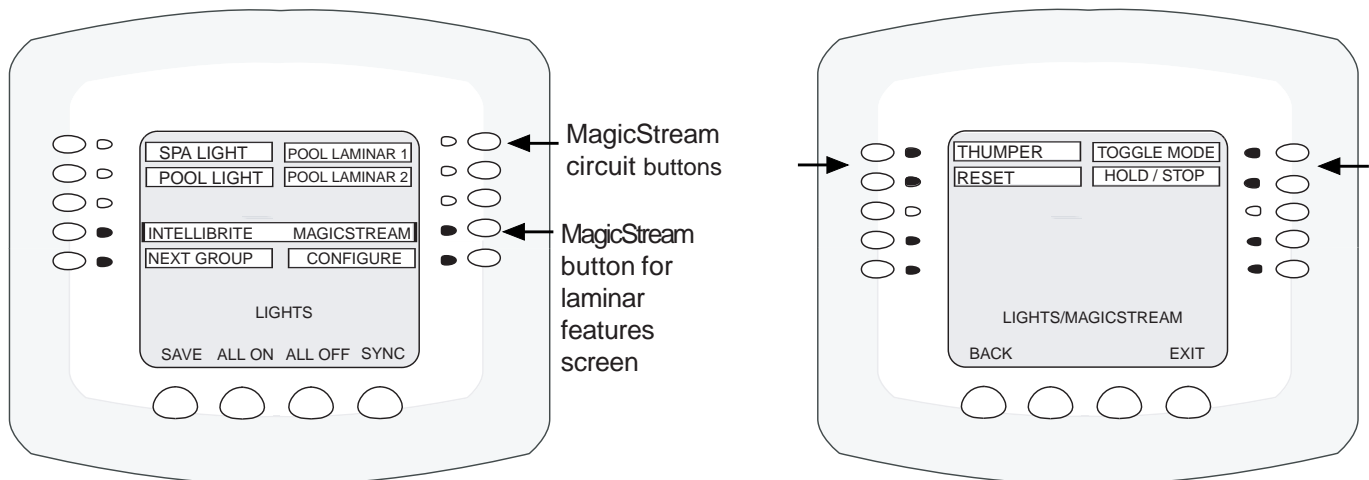 SPA LIGHT POOL LAMINAR 1
POOL LIGHT POOL LAMINAR 2
INTELLIBRITE MAGICSTREAM
NEXT GROUP CONFIGURE
LIGHTS
SAVE ALL ON ALL OFF SYNC
MagicStream
circuit buttons
MagicStream
button for
laminar
features
screen
THUMPER TOGGLE MODE
RESET HOLD / STOP
LIGHTS/MAGICSTREAM
BACK EXIT